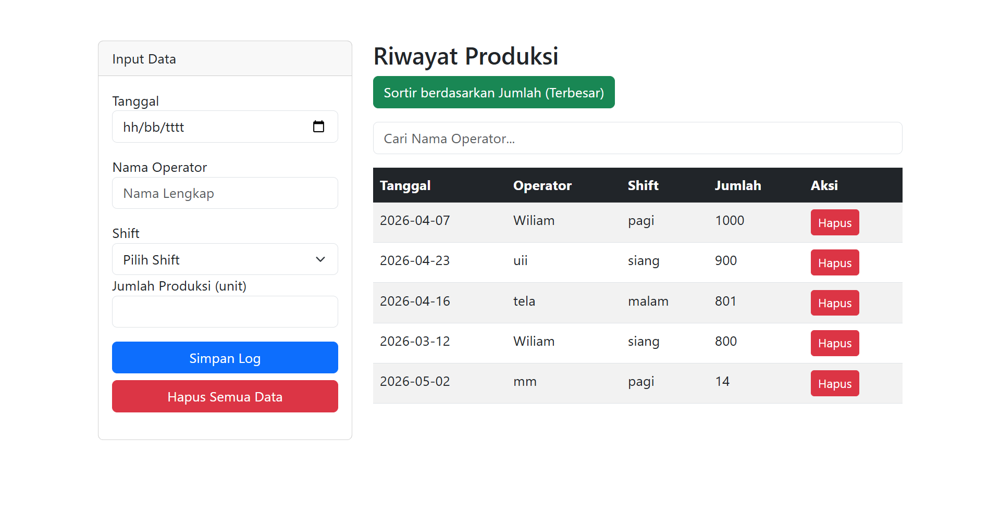 Input Data
Tanggal
hh/bb/tttt
Nama Operator
Nama Lengkap
Shift
Pilih Shift
Jumlah Produksi (unit)
Simpan Log
Hapus Semua Data
Riwayat Produksi
Sortir berdasarkan Jumlah (Terbesar)
Cari Nama Operator...
Tanggal Operator Shift Jumlah Aksi
2026-04-07 Wiliam pagi 1000 Hapus
2026-04-23 uii siang 900 Hapus
2026-04-16 tela malam 801 Hapus
2026-03-12 Wiliam siang 800 Hapus
2026-05-02 mm pagi 14 Hapus